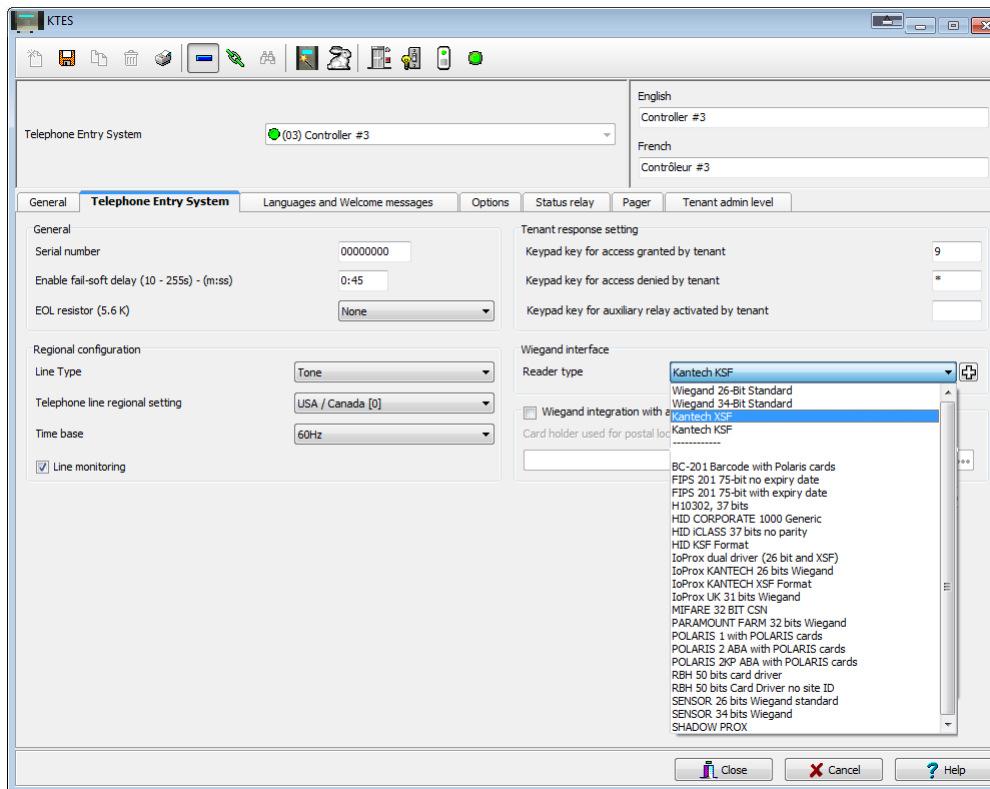 KTES
English
Controller #3
Telephone Entry System
(03) Controller #3
French
Contrôleur #3
General
Telephone Entry System
Languages and Welcome messages
Options
Status relay
Pager
Tenant admin level
General
Serial number
00000000
Enable fail-soft delay (10 - 255s) - (m:ss)
0:45
EOL resistor (5.6 K)
None
Tenant response setting
Keypad key for access granted by tenant
9
Keypad key for access denied by tenant
*
Keypad key for auxiliary relay activated by tenant
Regional configuration
Line Type
Tone
Telephone line regional setting
USA / Canada [0]
Time base
60Hz
Line monitoring
Wiegand interface
Reader type
Kantech KSF
Wiegand integration with a
Card holder used for postal loc
...
Wiegand 26-Bit Standard
Wiegand 34-Bit Standard
Kantech XSF
Kantech KSF
------------
BC-201 Barcode with Polaris cards
FIPS 201 75-bit no expiry date
FIPS 201 75-bit with expiry date
H10302, 37 bits
HID CORPORATE 1000 Generic
HID iCLASS 37 bits no parity
HID KSF Format
IoProx dual driver (26 bit and XSF)
IoProx KANTECH 26 bits Wiegand
IoProx KANTECH XSF Format
IoProx UK 31 bits Wiegand
MIFARE 32 BIT CSN
PARAMOUNT FARM 32 bits Wiegand
POLARIS 1 with POLARIS cards
POLARIS 2 ABA with POLARIS cards
POLARIS 2KP ABA with POLARIS cards
RBH 50 bits card driver
RBH 50 bits Card Driver no site ID
SENSOR 26 bits Wiegand standard
SENSOR 34 bits Wiegand
SHADOW PROX
Close
Cancel
? Help